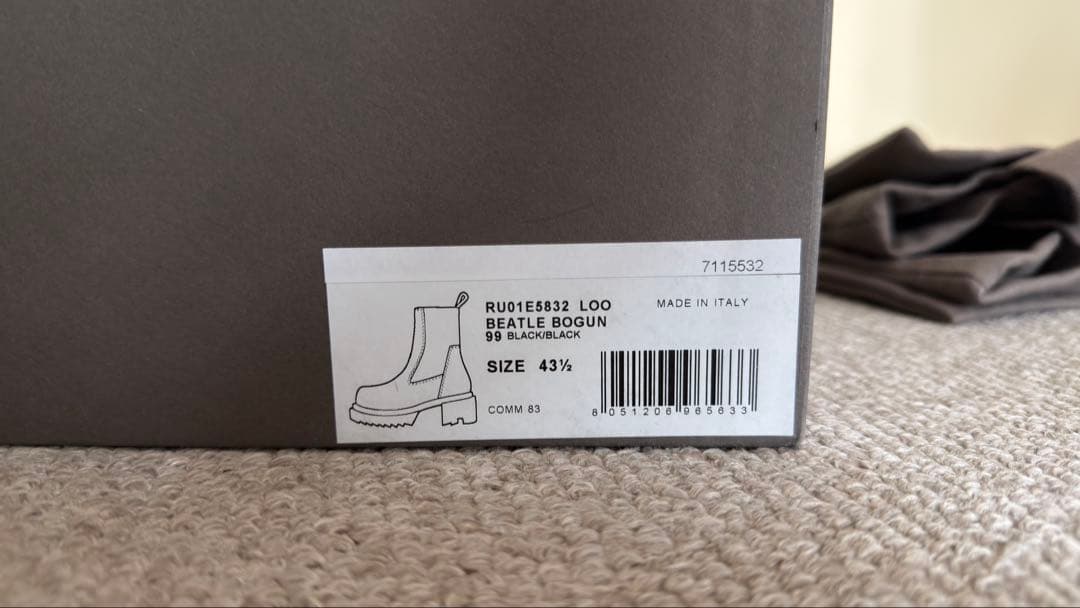 7115532
RU01E5832 LOO
MADE IN ITALY
BEATLE BOGUN
99 BLACK/BLACK
SIZE 43½
COMM 83
8 051206 965633